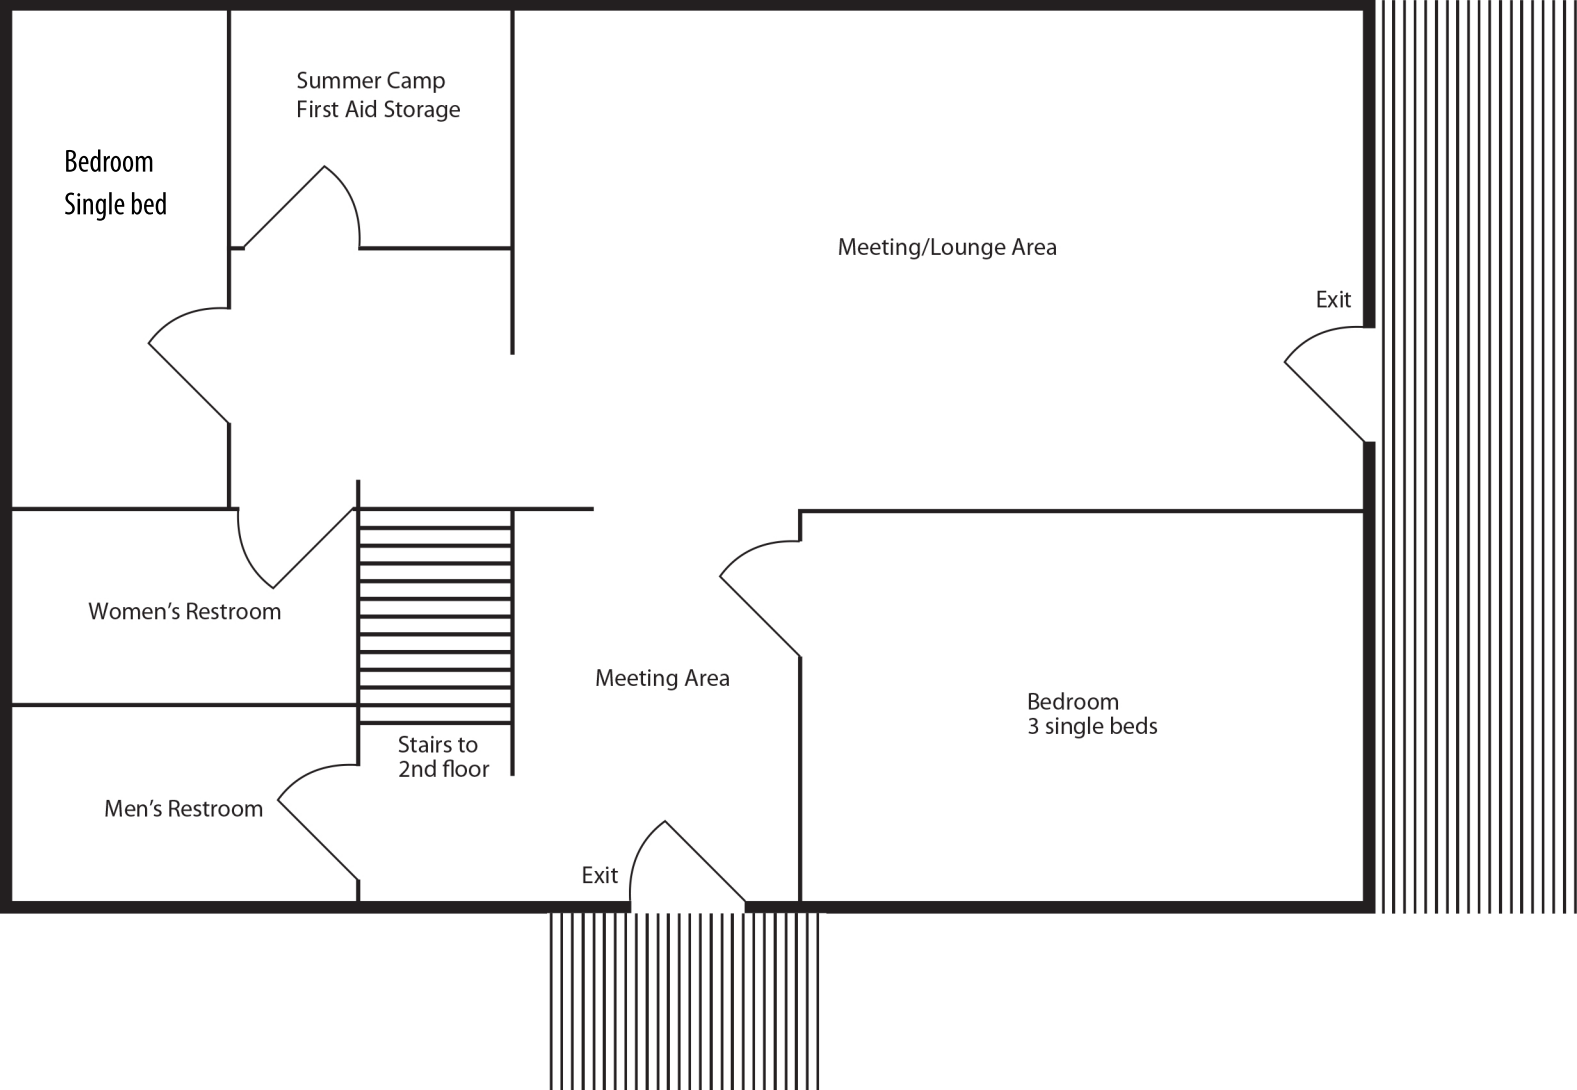 Summer Camp
First Aid Storage
Bedroom
Single bed
Meeting/Lounge Area
Exit
Women’s Restroom
Meeting Area
Bedroom
3 single beds
Stairs to
2nd floor
Men’s Restroom
Exit